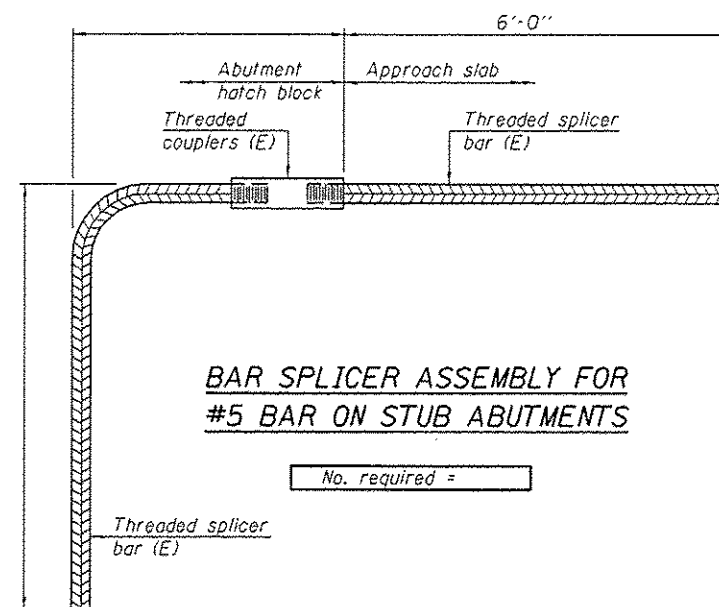 6'-0"
Abutment
hatch block
Approach slab
Threaded
couplers (E)
Threaded splicer
bar (E)
BAR SPLICER ASSEMBLY FOR
#5 BAR ON STUB ABUTMENTS
No. required =
Threaded splicer
bar (E)